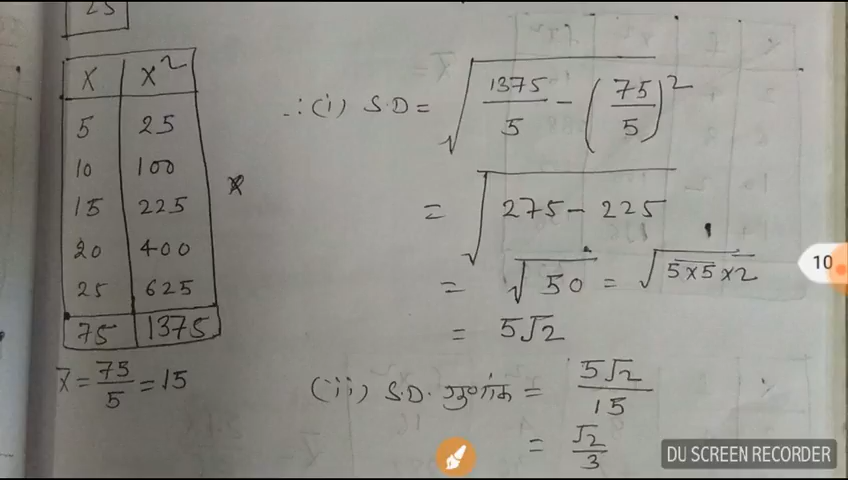 25
X | X²
5 | 25
10 | 100
15 | 225
20 | 400
25 | 625
75 | 1375
X̄ = 75/5 = 15
∴ (i) S.D = √(1375/5 - (75/5)²)
= √(275 - 225)
= √50 = √(5×5×2)
= 5√2
(ii) S.D. गुणांक = 5√2/15
= √2/3
10
DU SCREEN RECORDER